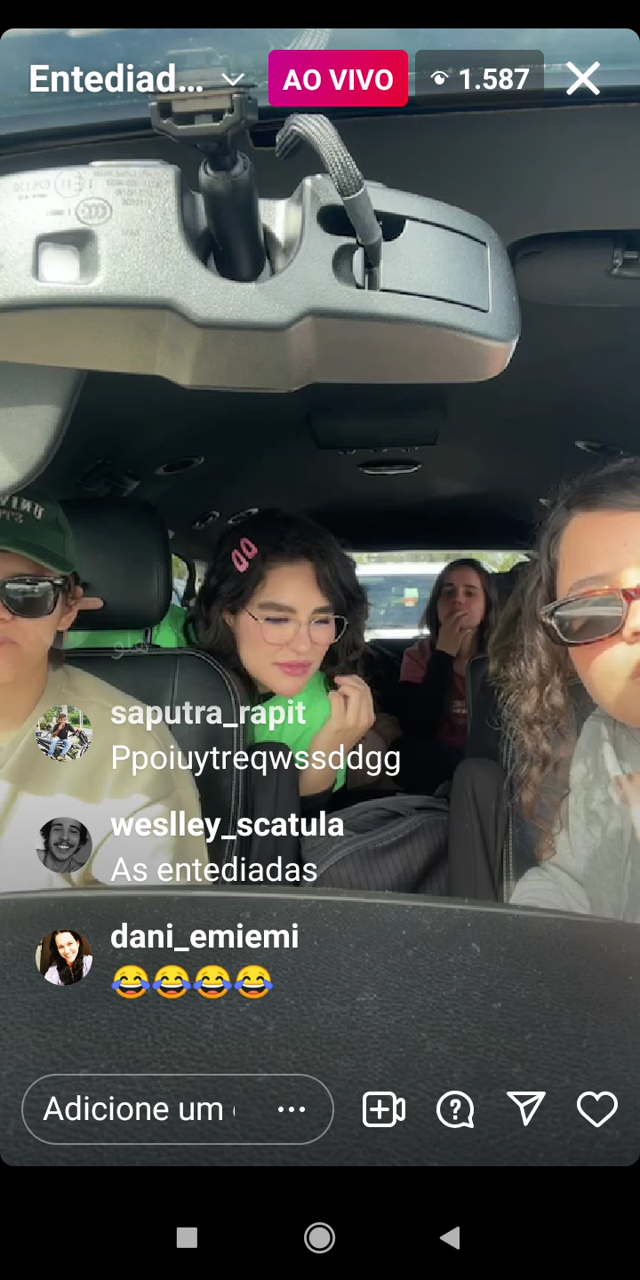 Entediad...
AO VIVO
1.587
saputra_rapit
Ppoiuytreqwssddgg
weslley_scatula
As entediadas
dani_emiemi
😂😂😂😂
Adicione um